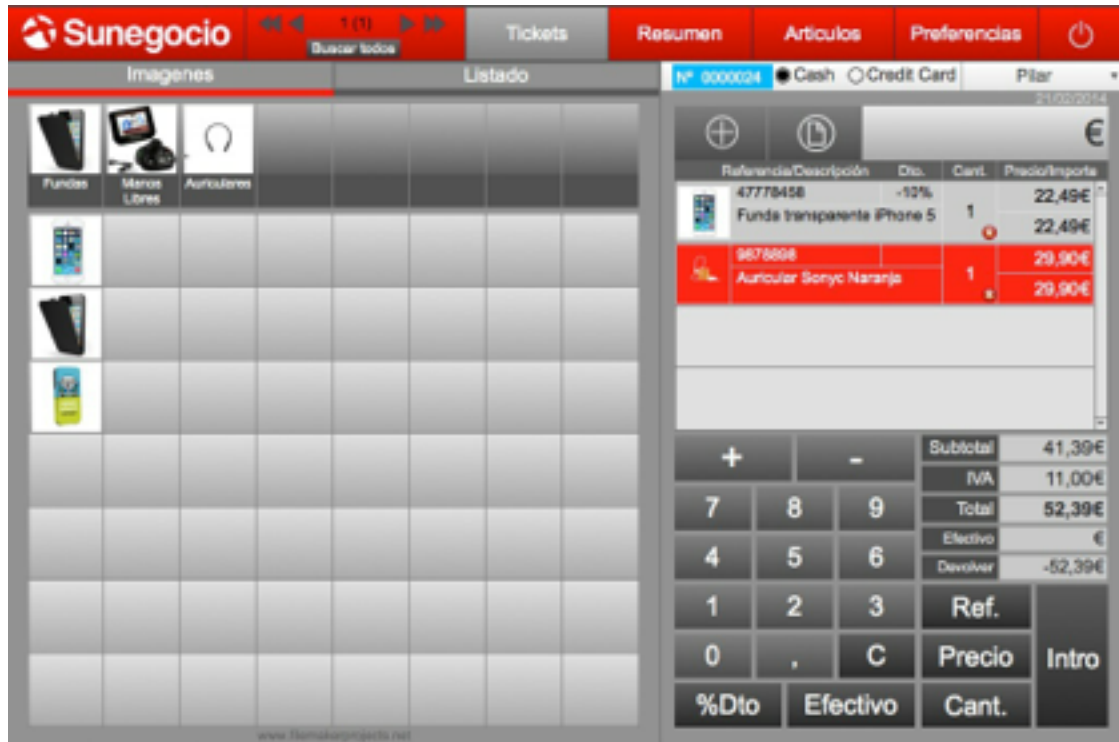 Sunegocio
1 (1)
Buscar todos
Tickets
Resumen
Articulos
Preferencias
Imagenes
Listado
Nº 0000024
Cash
Credit Card
Pilar
21/02/2014
€
Fundas
Manos
Libres
Auriculares
Referencia/Descripción
Dto.
Cant.
Precio/Importe
47778458
-10%
22,49€
Funda transparente iPhone 5
1
22,49€
9878898
29,90€
Auricular Sonyc Naranja
1
29,90€
+
-
Subtotal
41,39€
IVA
11,00€
7
8
9
Total
52,39€
Efectivo
€
4
5
6
Devolver
-52,39€
1
2
3
Ref.
0
,
C
Precio
Intro
%Dto
Efectivo
Cant.
www.filemakerprojects.net